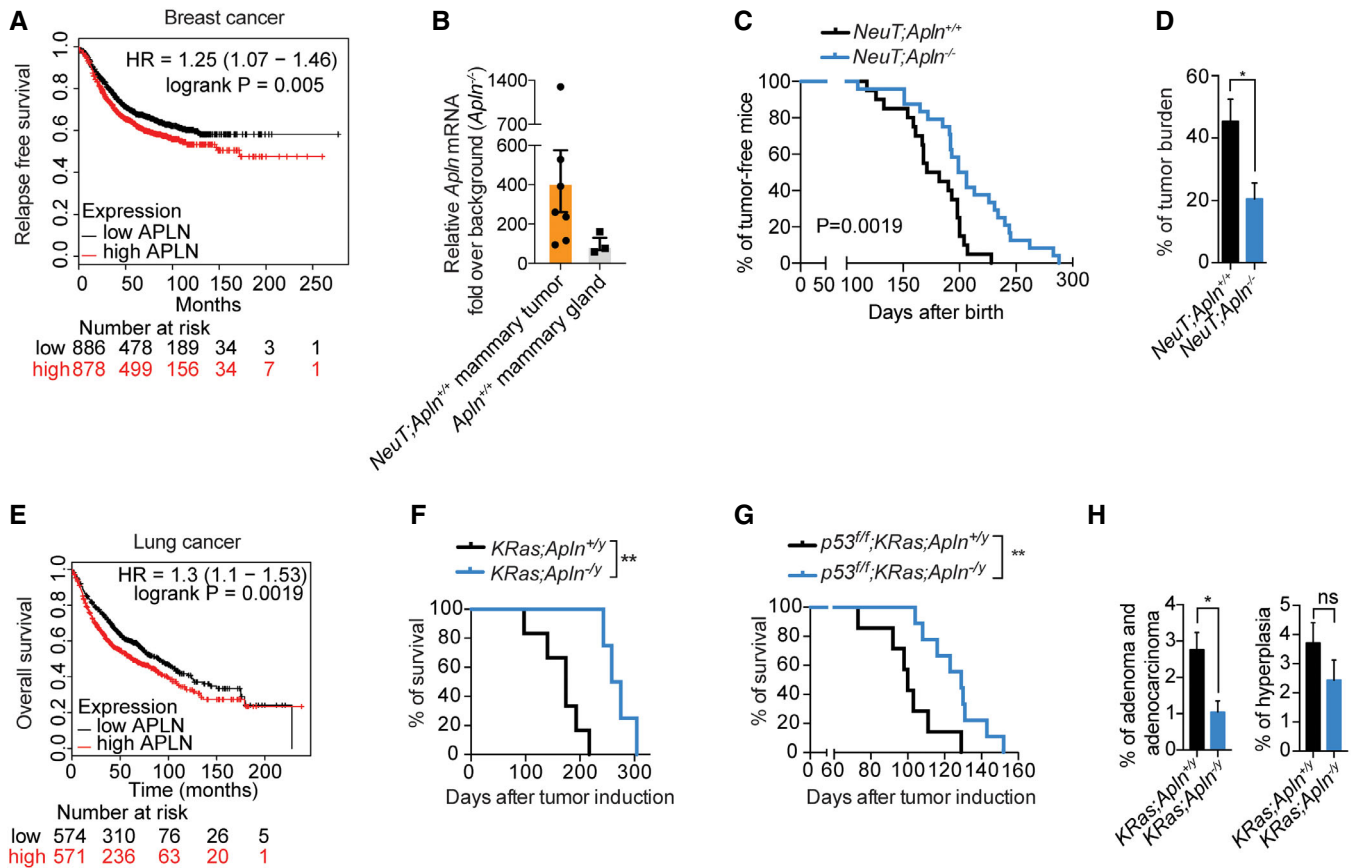 A
Breast cancer
HR = 1.25 (1.07 − 1.46)
logrank P = 0.005
Relapse free survival
1.0
0.8
0.6
0.4
0.2
0.0
Expression
low APLN
high APLN
0 50 100 150 200 250
Months
Number at risk
low 886 478 189 34 3 1
high 878 499 156 34 7 1
B
Relative Apln mRNA
fold over background (Apln-/-)
1400
700
600
400
200
0
NeuT;Apln+/+ mammary tumor
Apln+/+ mammary gland
C
NeuT;Apln+/+
NeuT;Apln-/-
% of tumor-free mice
100
80
60
40
20
0
P=0.0019
0 50 100 150 200 250 300
Days after birth
D
% of tumor burden
60
40
20
0
*
NeuT;Apln+/+
NeuT;Apln-/-
E
Lung cancer
HR = 1.3 (1.1 − 1.53)
logrank P = 0.0019
Overall survival
1.0
0.8
0.6
0.4
0.2
0.0
Expression
low APLN
high APLN
0 50 100 150 200
Time (months)
Number at risk
low 574 310 76 26 5
high 571 236 63 20 1
F
KRas;Apln+/y
KRas;Apln-/y
**
% of survival
100
80
60
40
20
0
0 100 200 300
Days after tumor induction
G
p53f/f;KRas;Apln+/y
p53f/f;KRas;Apln-/y
**
% of survival
100
80
60
40
20
0
0 60 80 100 120 140 160
Days after tumor induction
H
% of adenoma and
adenocarcinoma
4
3
2
1
0
*
KRas;Apln+/y
KRas;Apln-/y
% of hyperplasia
5
4
3
2
1
0
ns
KRas;Apln+/y
KRas;Apln-/y